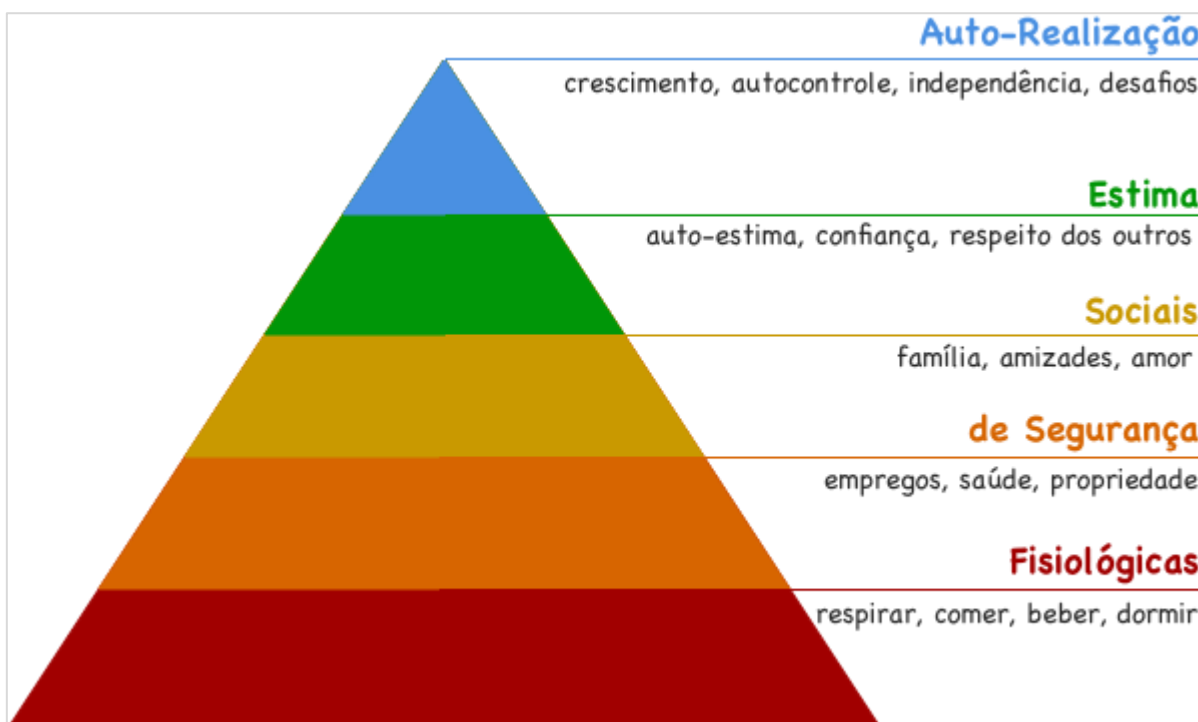 Auto-Realização
crescimento, autocontrole, independência, desafios
Estima
auto-estima, confiança, respeito dos outros
Sociais
família, amizades, amor
de Segurança
empregos, saúde, propriedade
Fisiológicas
respirar, comer, beber, dormir